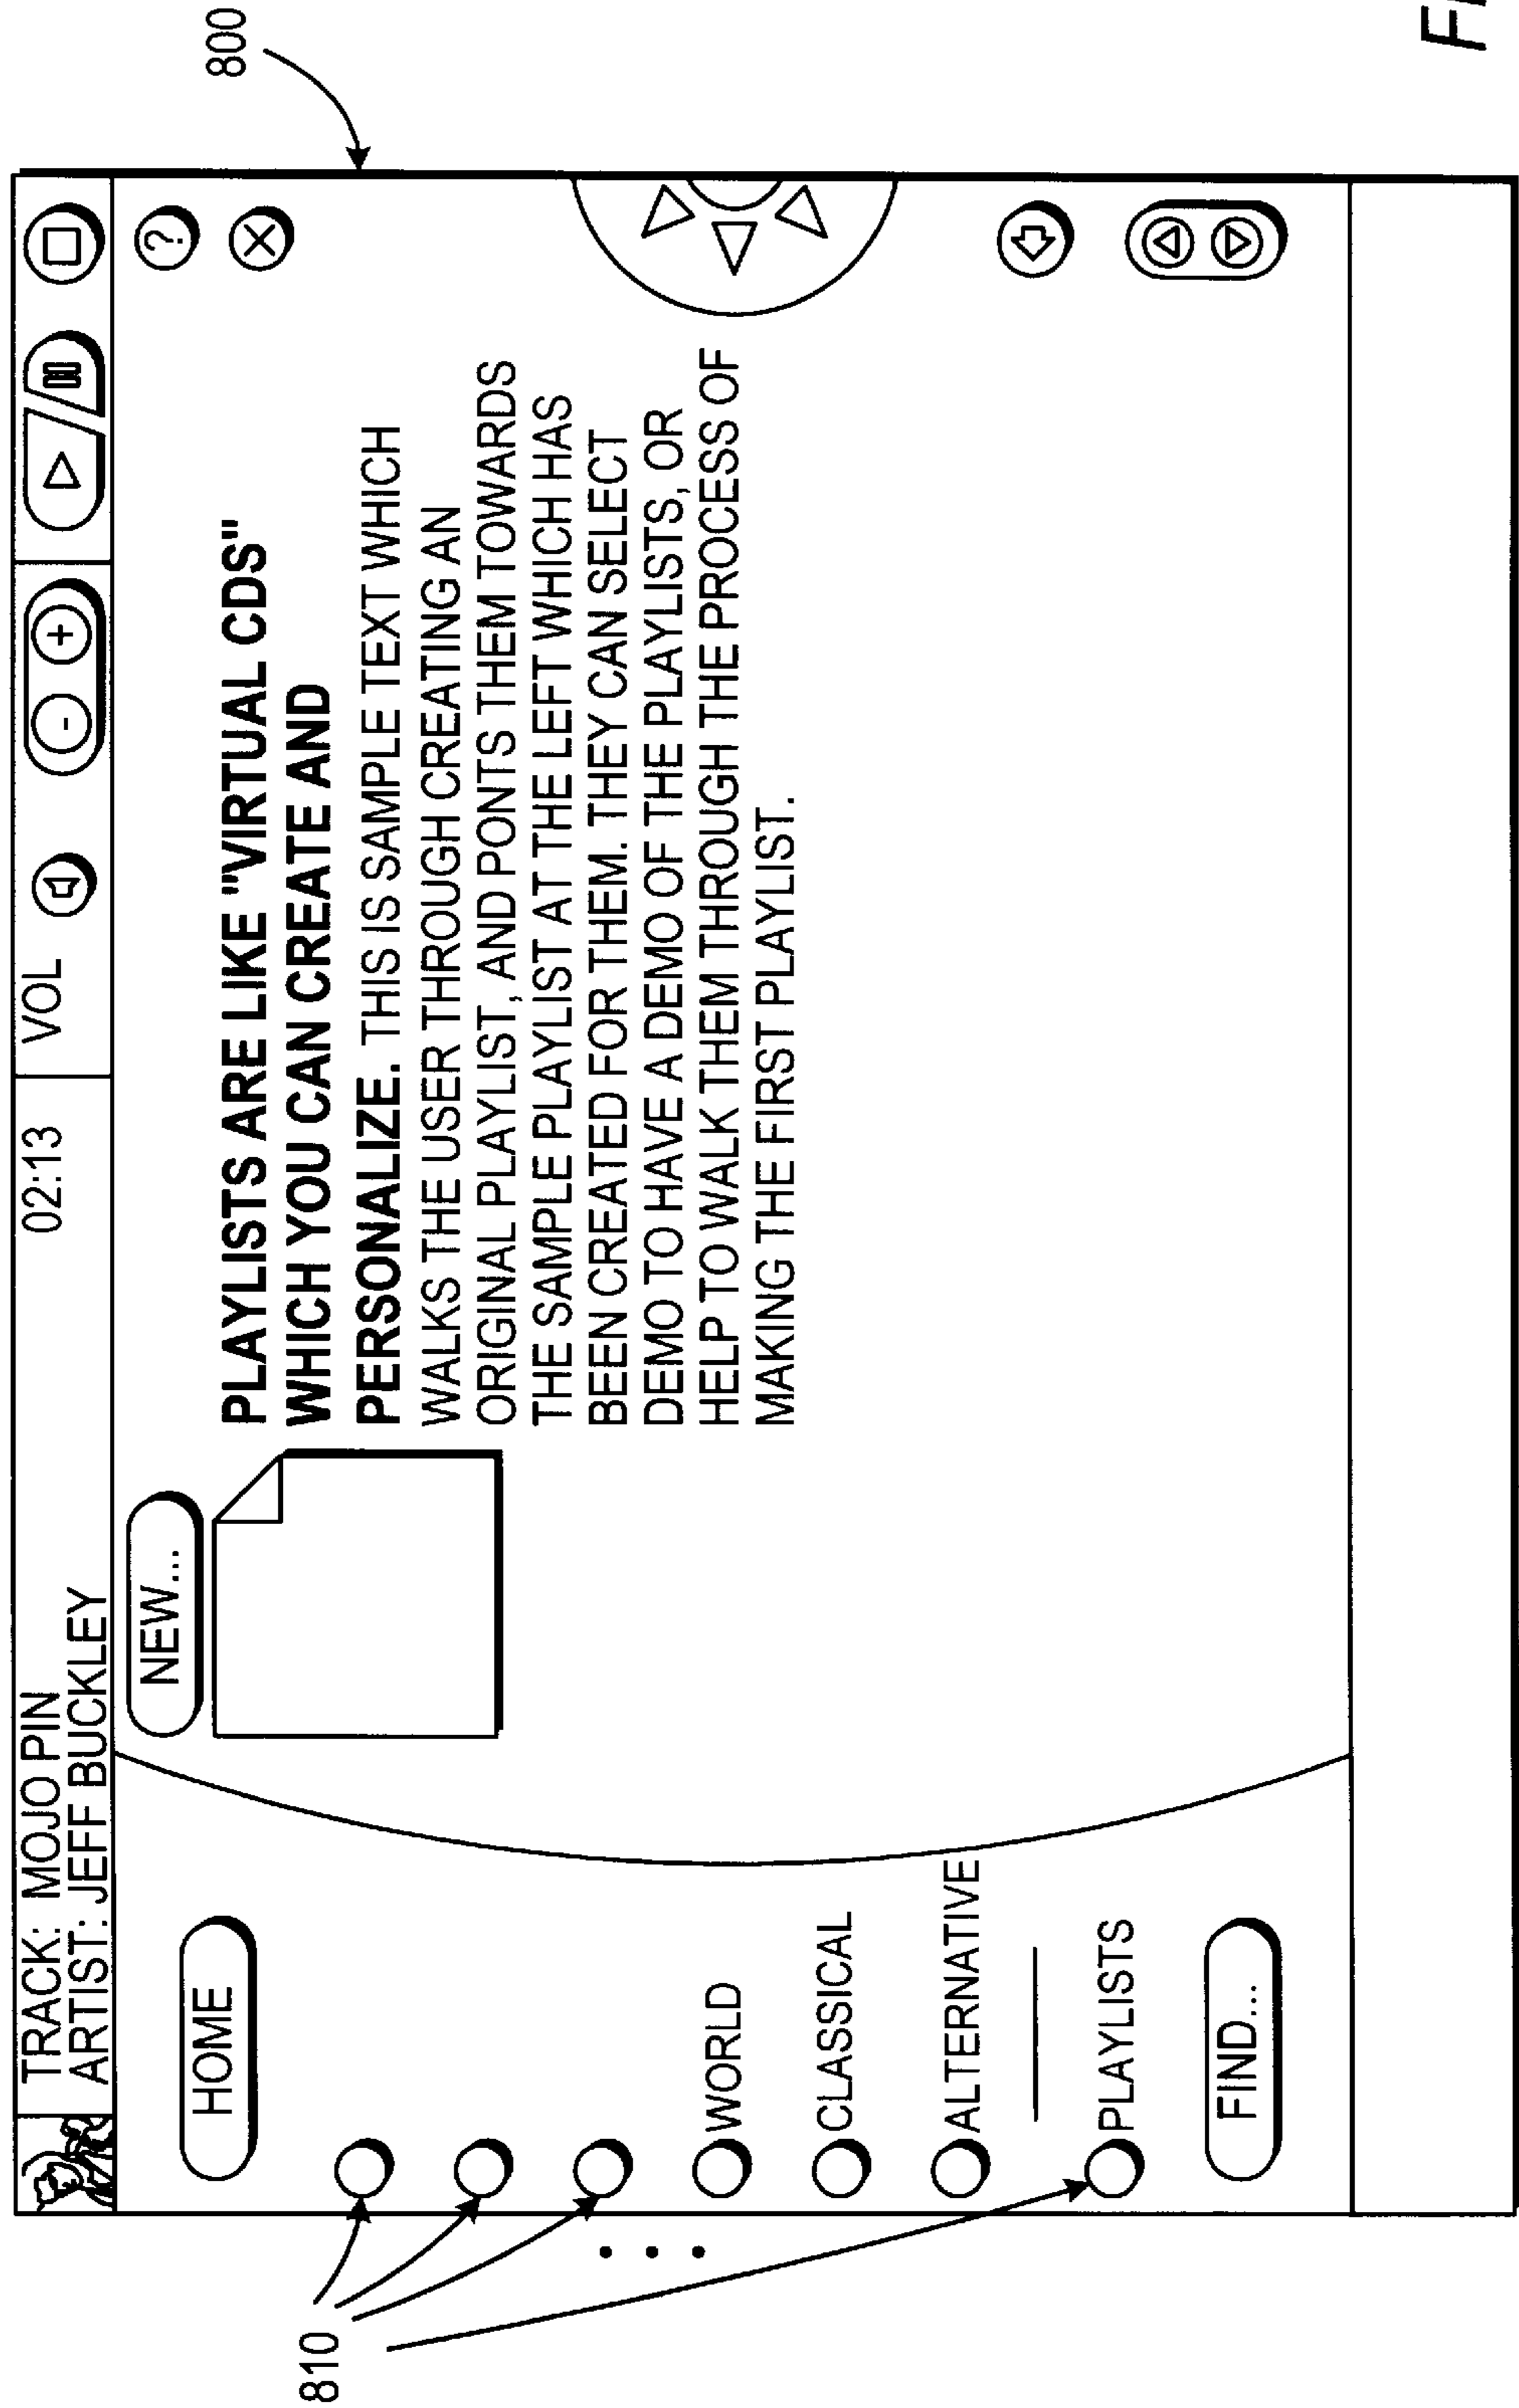 800
TRACK: MOJO PIN
ARTIST: JEFF BUCKLEY
02:13
VOL
- +
?
HOME
NEW...
PLAYLISTS ARE LIKE "VIRTUAL CDS"
WHICH YOU CAN CREATE AND
PERSONALIZE. THIS IS SAMPLE TEXT WHICH
WALKS THE USER THROUGH CREATING AN
ORIGINAL PLAYLIST, AND PONTS THEM TOWARDS
THE SAMPLE PLAYLIST AT THE LEFT WHICH HAS
BEEN CREATED FOR THEM. THEY CAN SELECT
DEMO TO HAVE A DEMO OF THE PLAYLISTS, OR
HELP TO WALK THEM THROUGH THE PROCESS OF
MAKING THE FIRST PLAYLIST.
810
WORLD
CLASSICAL
ALTERNATIVE
PLAYLISTS
FIND...